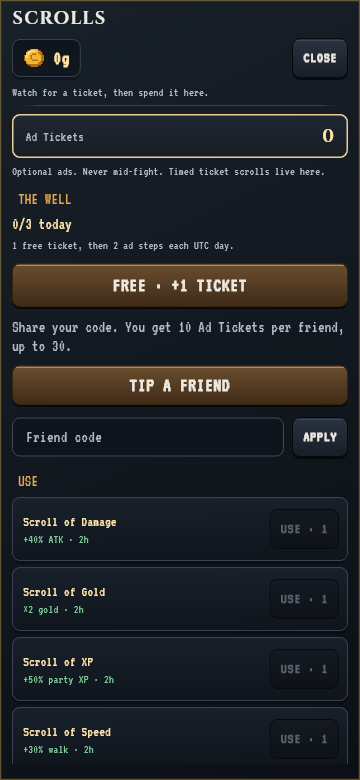 SCROLLS
0g
CLOSE
Watch for a ticket, then spend it here.
Ad Tickets
0
Optional ads. Never mid-fight. Timed ticket scrolls live here.
THE WELL
0/3 today
1 free ticket, then 2 ad steps each UTC day.
FREE · +1 TICKET
Share your code. You get 10 Ad Tickets per friend,
up to 30.
TIP A FRIEND
Friend code
APPLY
USE
Scroll of Damage
+40% ATK · 2h
USE · 1
Scroll of Gold
×2 gold · 2h
USE · 1
Scroll of XP
+50% party XP · 2h
USE · 1
Scroll of Speed
+30% walk · 2h
USE · 1